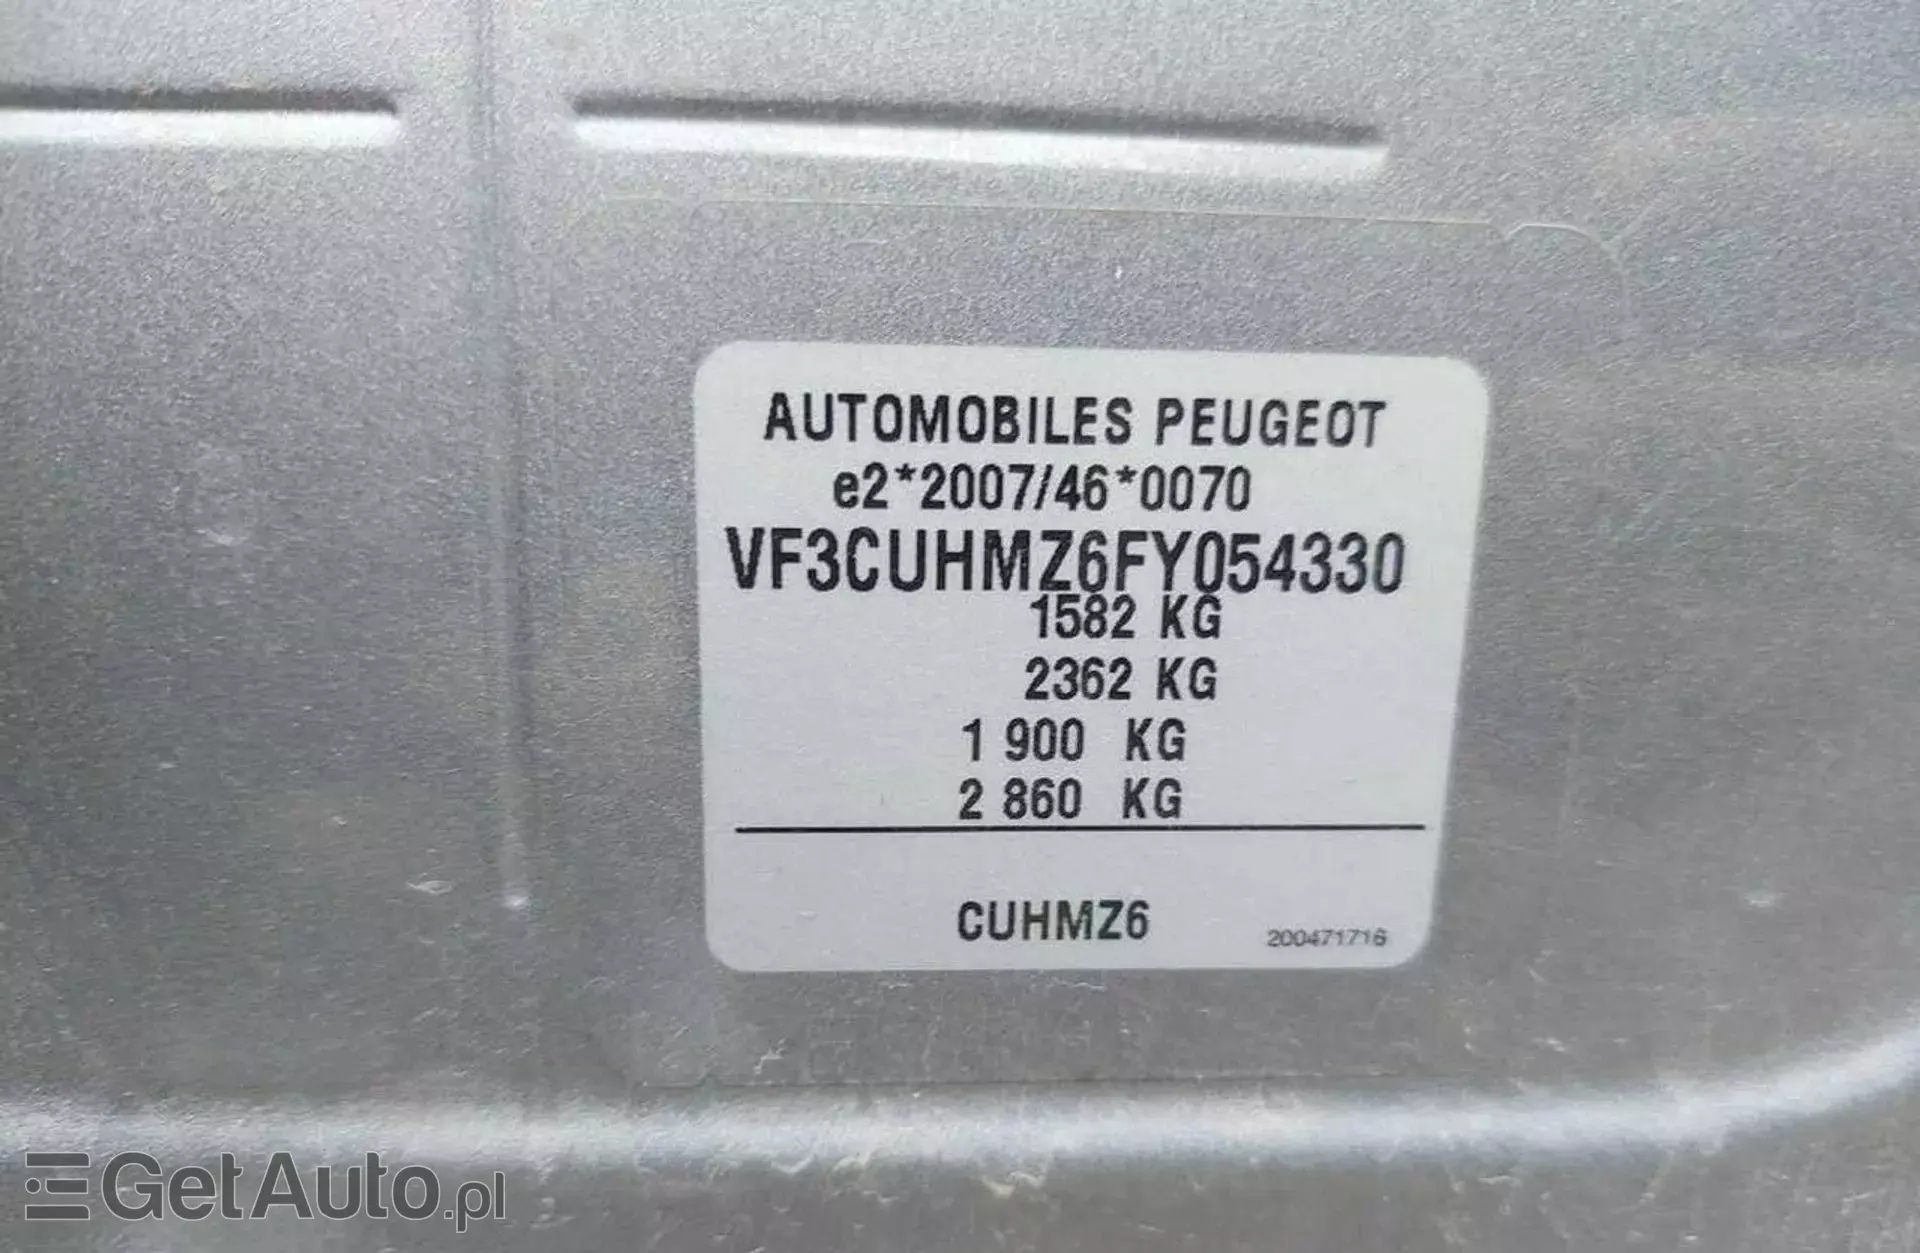 AUTOMOBILES PEUGEOT
e2*2007/46*0070
VF3CUHMZ6FY054330
1582 KG
2362 KG
1 900 KG
2 860 KG
CUHMZ6
200471716
GetAuto.pl